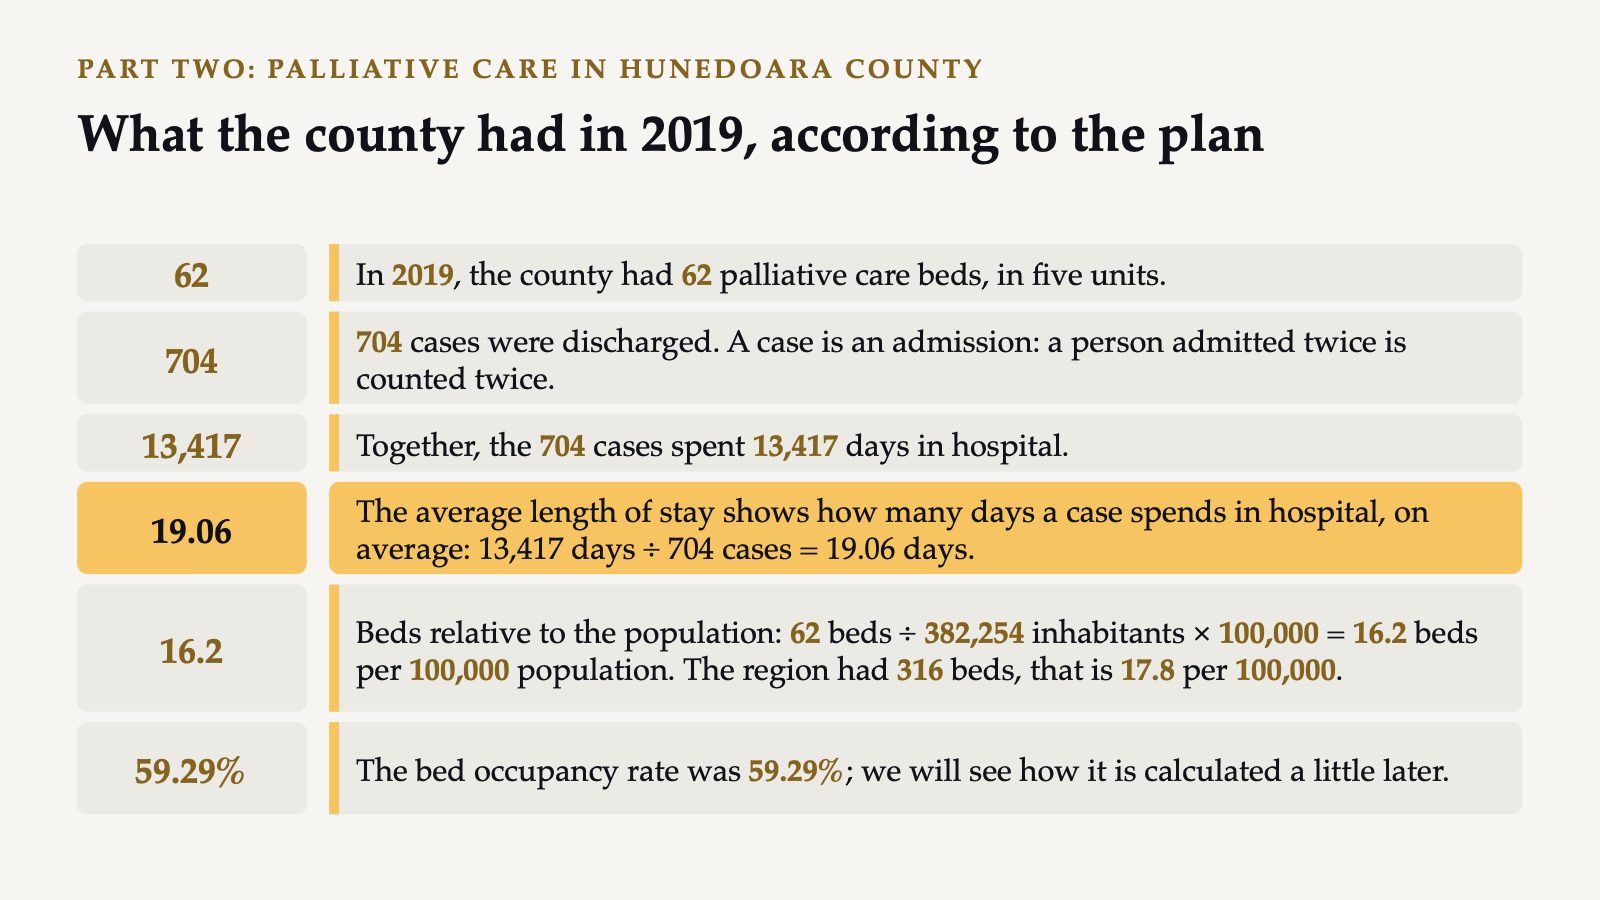 PART TWO: PALLIATIVE CARE IN HUNEDOARA COUNTY
What the county had in 2019, according to the plan
62
In 2019, the county had 62 palliative care beds, in five units.
704
704 cases were discharged. A case is an admission: a person admitted twice is
counted twice.
13,417
Together, the 704 cases spent 13,417 days in hospital.
19.06
The average length of stay shows how many days a case spends in hospital, on
average: 13,417 days ÷ 704 cases = 19.06 days.
16.2
Beds relative to the population: 62 beds ÷ 382,254 inhabitants × 100,000 = 16.2 beds
per 100,000 population. The region had 316 beds, that is 17.8 per 100,000.
59.29%
The bed occupancy rate was 59.29%; we will see how it is calculated a little later.